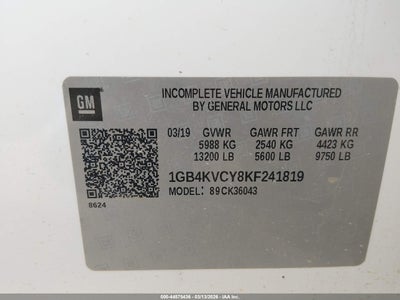 GM
INCOMPLETE VEHICLE MANUFACTURED
BY GENERAL MOTORS LLC
03/19 GVWR GAWR FRT GAWR RR
5988 KG 2540 KG 4423 KG
13200 LB 5600 LB 9750 LB
1GB4KVCY8KF241819
MODEL: 89CK36043
8624